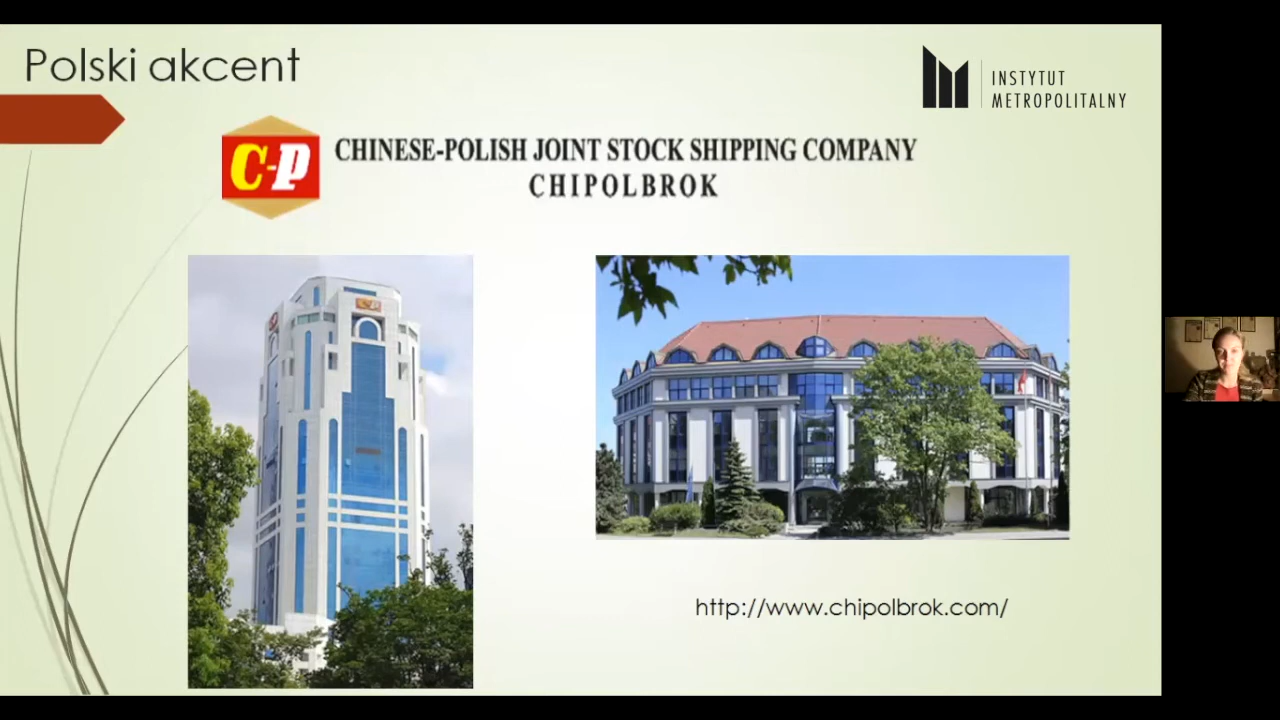 Polski akcent
INSTYTUT
METROPOLITALNY
C-P
CHINESE-POLISH JOINT STOCK SHIPPING COMPANY
CHIPOLBROK
C-P
http://www.chipolbrok.com/